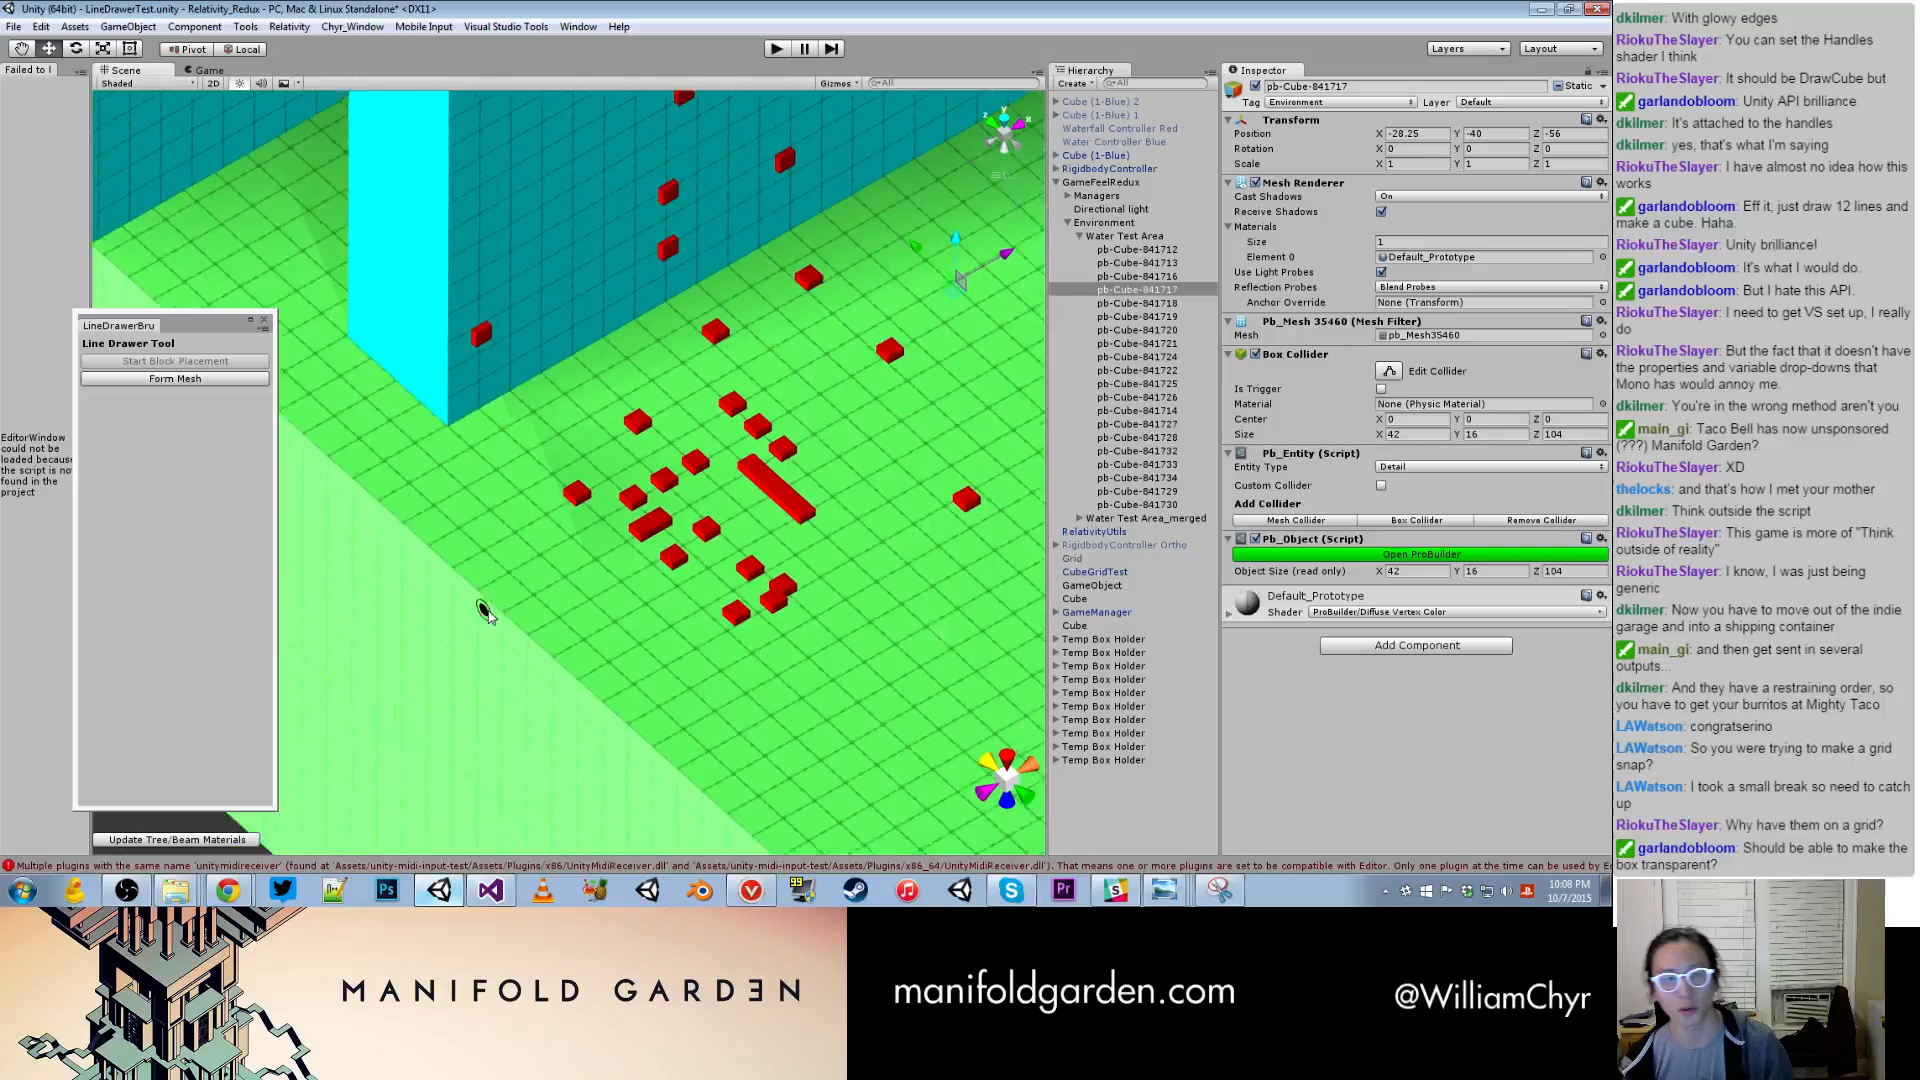 Unity (64bit) - LineDrawerTest.unity - Relativity_Redux - PC, Mac & Linux Standalone* <DX11>
File Edit Assets GameObject Component Tools Relativity Chyr_Window Mobile Input Visual Studio Tools Window Help
Pivot Local Layers Layout
Failed to l
Scene Game
Shaded 2D Gizmos All
EditorWindow
could not be
loaded because
the script is no
found in the
project
LineDrawerBru
Line Drawer Tool
Start Block Placement
Form Mesh
Update Tree/Beam Materials
Hierarchy
Create All
Cube (1-Blue) 2
Cube (1-Blue) 1
Waterfall Controller Red
Water Controller Blue
Cube (1-Blue)
RigidbodyController
GameFeelRedux
Managers
Directional light
Environment
Water Test Area
pb-Cube-841712
pb-Cube-841713
pb-Cube-841716
pb-Cube-841717
pb-Cube-841718
pb-Cube-841719
pb-Cube-841720
pb-Cube-841721
pb-Cube-841724
pb-Cube-841722
pb-Cube-841725
pb-Cube-841726
pb-Cube-841714
pb-Cube-841727
pb-Cube-841728
pb-Cube-841732
pb-Cube-841733
pb-Cube-841734
pb-Cube-841729
pb-Cube-841730
Water Test Area_merged
RelativityUtils
RigidbodyController Ortho
Grid
CubeGridTest
GameObject
Cube
GameManager
Cube
Temp Box Holder
Temp Box Holder
Temp Box Holder
Temp Box Holder
Temp Box Holder
Temp Box Holder
Temp Box Holder
Temp Box Holder
Temp Box Holder
Temp Box Holder
Inspector
pb-Cube-841717 Static
Tag Environment Layer Default
Transform
Position X -28.25 Y -40 Z -56
Rotation X 0 Y 0 Z 0
Scale X 1 Y 1 Z 1
Mesh Renderer
Cast Shadows On
Receive Shadows
Materials
Size 1
Element 0 Default_Prototype
Use Light Probes
Reflection Probes Blend Probes
Anchor Override None (Transform)
Pb_Mesh 35460 (Mesh Filter)
Mesh pb_Mesh35460
Box Collider
Edit Collider
Is Trigger
Material None (Physic Material)
Center X 0 Y 0 Z 0
Size X 42 Y 16 Z 104
Pb_Entity (Script)
Entity Type Detail
Custom Collider
Add Collider
Mesh Collider Box Collider Remove Collider
Pb_Object (Script)
Open ProBuilder
Object Size (read only) X 42 Y 16 Z 104
Default_Prototype
Shader ProBuilder/Diffuse Vertex Color
Add Component
Multiple plugins with the same name 'unitymidireceiver' (found at 'Assets/unity-midi-input-test/Assets/Plugins/x86/UnityMidiReceiver.dll' and 'Assets/unity-midi-input-test/Assets/Plugins/x86_64/UnityMidiReceiver.dll'). That means one or more plugins are set to be compatible with Editor. Only one plugin at the time can be used by Ec
10:08 PM
10/7/2015
dkilmer: With glowy edges
RiokuTheSlayer: You can set the Handles
shader I think
RiokuTheSlayer: It should be DrawCube but
garlandobloom: Unity API brilliance
dkilmer: It's attached to the handles
dkilmer: yes, that's what I'm saying
RiokuTheSlayer: I have almost no idea how this
works
garlandobloom: Eff it, just draw 12 lines and
make a cube. Haha.
RiokuTheSlayer: Unity brilliance!
garlandobloom: It's what I would do.
garlandobloom: But I hate this API.
RiokuTheSlayer: I need to get VS set up, I really
do
RiokuTheSlayer: But the fact that it doesn't have
the properties and variable drop-downs that
Mono has would annoy me.
dkilmer: You're in the wrong method aren't you
main_gi: Taco Bell has now unsponsored
(???) Manifold Garden?
RiokuTheSlayer: XD
thelocks: and that's how I met your mother
dkilmer: Think outside the script
RiokuTheSlayer: This game is more of "Think
outside of reality"
RiokuTheSlayer: I know, I was just being
generic
dkilmer: Now you have to move out of the indie
garage and into a shipping container
main_gi: and then get sent in several
outputs...
dkilmer: And they have a restraining order, so
you have to get your burritos at Mighty Taco
LAWatson: congratserino
LAWatson: So you were trying to make a grid
snap?
LAWatson: I took a small break so need to catch
up
RiokuTheSlayer: Why have them on a grid?
garlandobloom: Should be able to make the
box transparent?
MANIFOLD GARDEN
manifoldgarden.com
@WilliamChyr